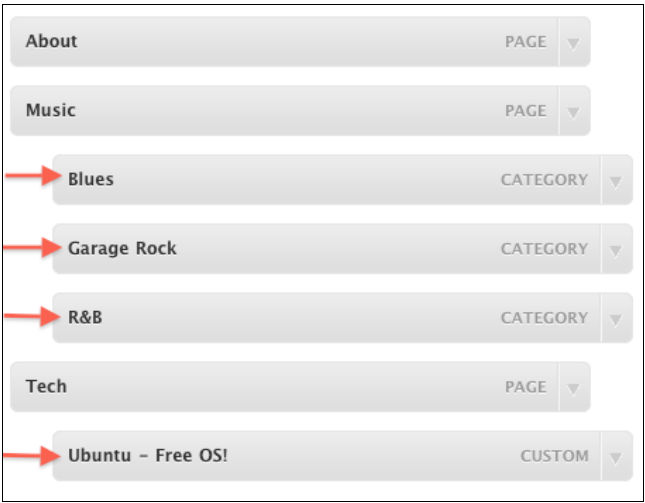 About PAGE
Music PAGE
Blues CATEGORY
Garage Rock CATEGORY
R&B CATEGORY
Tech PAGE
Ubuntu – Free OS! CUSTOM